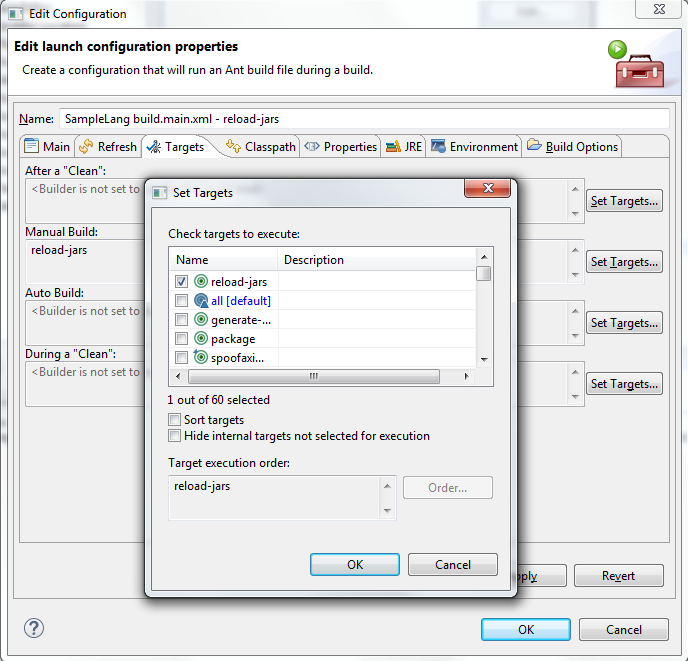 Edit Configuration
Edit launch configuration properties
Create a configuration that will run an Ant build file during a build.
Name: SampleLang build.main.xml - reload-jars
Main Refresh Targets Classpath Properties JRE Environment Build Options
After a "Clean":
<Builder is not set to
Set Targets...
Manual Build:
reload-jars
Set Targets...
Auto Build:
<Builder is not set to
Set Targets...
During a "Clean":
<Builder is not set to
Set Targets...
Set Targets
Check targets to execute:
Name Description
reload-jars
all [default]
generate-...
package
spoofaxi...
1 out of 60 selected
Sort targets
Hide internal targets not selected for execution
Target execution order:
reload-jars
Order...
OK Cancel
Revert
OK Cancel